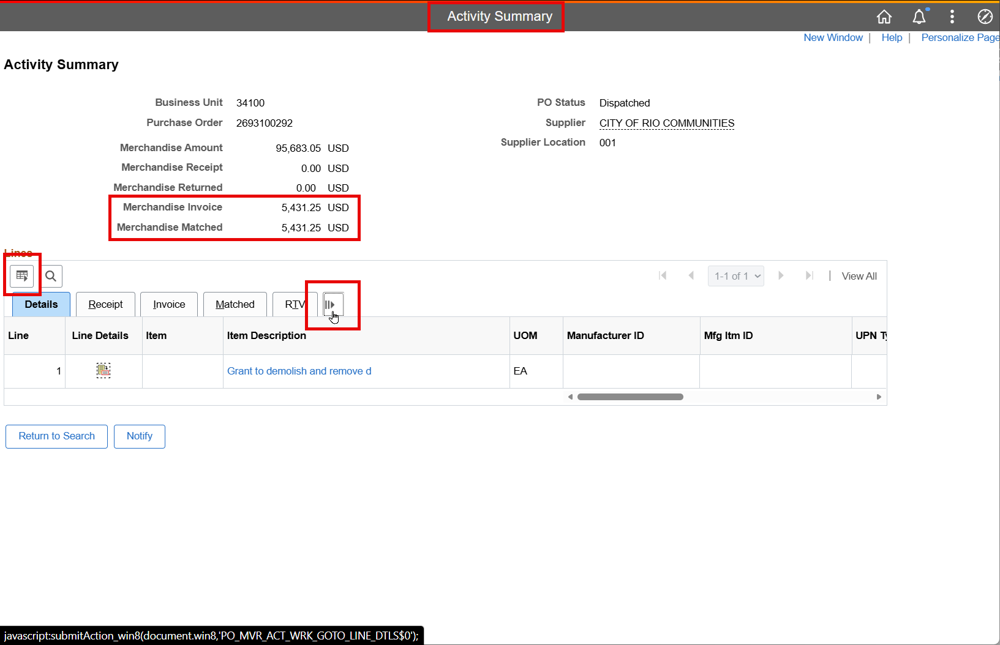 Activity Summary
New Window | Help | Personalize Page
Activity Summary
Business Unit 34100
PO Status Dispatched
Purchase Order 2693100292
Supplier CITY OF RIO COMMUNITIES
Merchandise Amount 95,683.05 USD
Supplier Location 001
Merchandise Receipt 0.00 USD
Merchandise Returned 0.00 USD
Merchandise Invoice 5,431.25 USD
Merchandise Matched 5,431.25 USD
Lines
1-1 of 1 | View All
Details Receipt Invoice Matched RTV
Line Line Details Item Item Description UOM Manufacturer ID Mfg Itm ID UPN Ty
1 Grant to demolish and remove d EA
Return to Search Notify
javascript:submitAction_win8(document.win8,'PO_MVR_ACT_WRK_GOTO_LINE_DTLS$0');